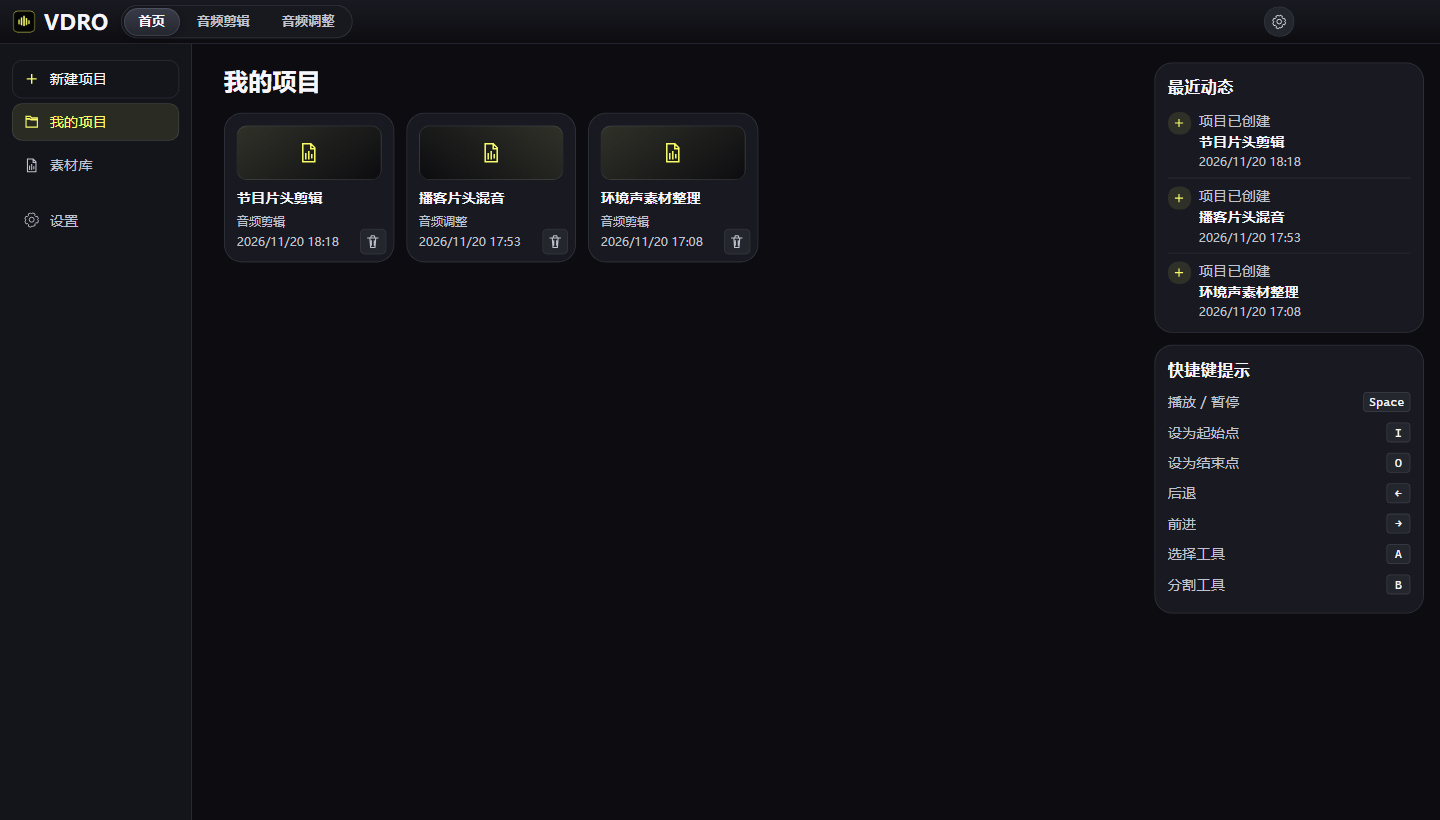 VDRO
首页
音频剪辑
音频调整
新建项目
我的项目
素材库
设置
我的项目
节目片头剪辑
音频剪辑
2026/11/20 18:18
播客片头混音
音频调整
2026/11/20 17:53
环境声素材整理
音频剪辑
2026/11/20 17:08
最近动态
项目已创建
节目片头剪辑
2026/11/20 18:18
项目已创建
播客片头混音
2026/11/20 17:53
项目已创建
环境声素材整理
2026/11/20 17:08
快捷键提示
播放 / 暂停 Space
设为起始点 I
设为结束点 O
后退 ←
前进 →
选择工具 A
分割工具 B